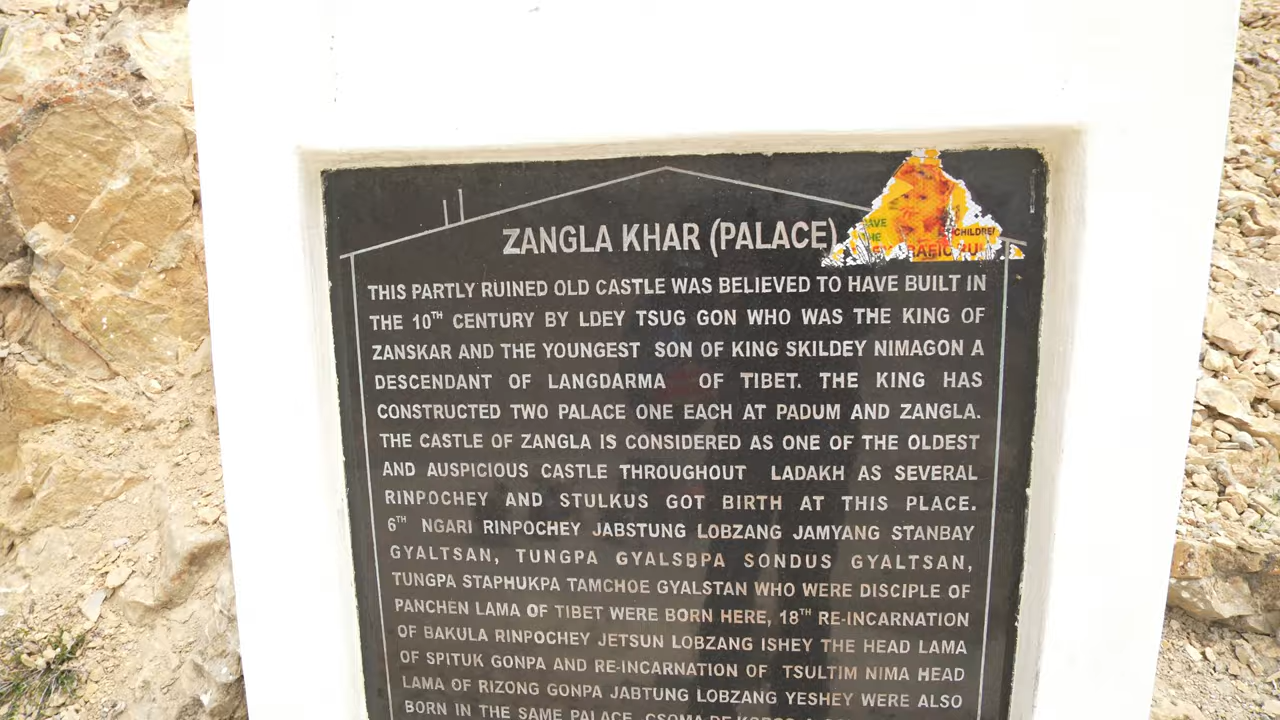 ZANGLA KHAR (PALACE)
AVE
THE
CHILDRE
THIS PARTLY RUINED OLD CASTLE WAS BELIEVED TO HAVE BUILT IN
THE 10TH CENTURY BY LDEY TSUG GON WHO WAS THE KING OF
ZANSKAR AND THE YOUNGEST SON OF KING SKILDEY NIMAGON A
DESCENDANT OF LANGDARMA OF TIBET. THE KING HAS
CONSTRUCTED TWO PALACE ONE EACH AT PADUM AND ZANGLA.
THE CASTLE OF ZANGLA IS CONSIDERED AS ONE OF THE OLDEST
AND AUSPICIOUS CASTLE THROUGHOUT LADAKH AS SEVERAL
RINPOCHEY AND STULKUS GOT BIRTH AT THIS PLACE.
6TH NGARI RINPOCHEY JABSTUNG LOBZANG JAMYANG STANBAY
GYALTSAN, TUNGPA GYALSBPA SONDUS GYALTSAN,
TUNGPA STAPHUKPA TAMCHOE GYALSTAN WHO WERE DISCIPLE OF
PANCHEN LAMA OF TIBET WERE BORN HERE, 18TH RE-INCARNATION
OF BAKULA RINPOCHEY JETSUN LOBZANG ISHEY THE HEAD LAMA
OF SPITUK GONPA AND RE-INCARNATION OF TSULTIM NIMA HEAD
LAMA OF RIZONG GONPA JABTUNG LOBZANG YESHEY WERE ALSO
BORN IN THE SAME PALACE. CSOMA DE KOROS A